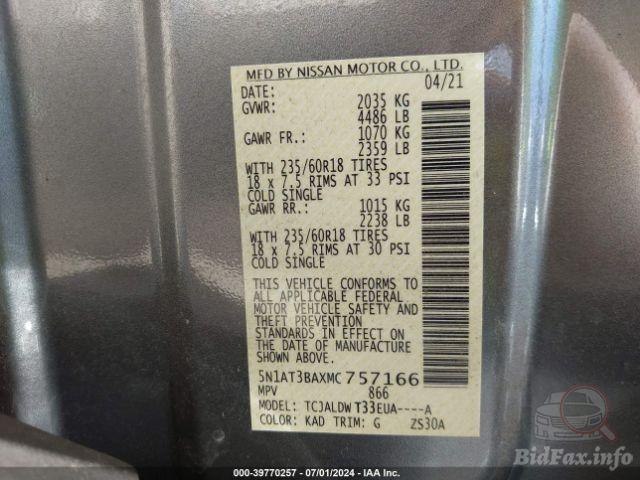 MFD BY NISSAN MOTOR CO., LTD.
DATE: 04/21
GVWR: 2035 KG
4486 LB
GAWR FR.: 1070 KG
2359 LB
WITH 235/60R18 TIRES
18 x 7.5 RIMS AT 33 PSI
COLD SINGLE
GAWR RR.: 1015 KG
2238 LB
WITH 235/60R18 TIRES
18 x 7.5 RIMS AT 30 PSI
COLD SINGLE
THIS VEHICLE CONFORMS TO
ALL APPLICABLE FEDERAL
MOTOR VEHICLE SAFETY AND
THEFT PREVENTION
STANDARDS IN EFFECT ON
THE DATE OF MANUFACTURE
SHOWN ABOVE.
5N1AT3BAXMC757166
MPV 866
MODEL: TCJALDW T33EUA----A
COLOR: KAD TRIM: G ZS30A
BidFax.info
000-39770257 - 07/01/2024 - IAA Inc.